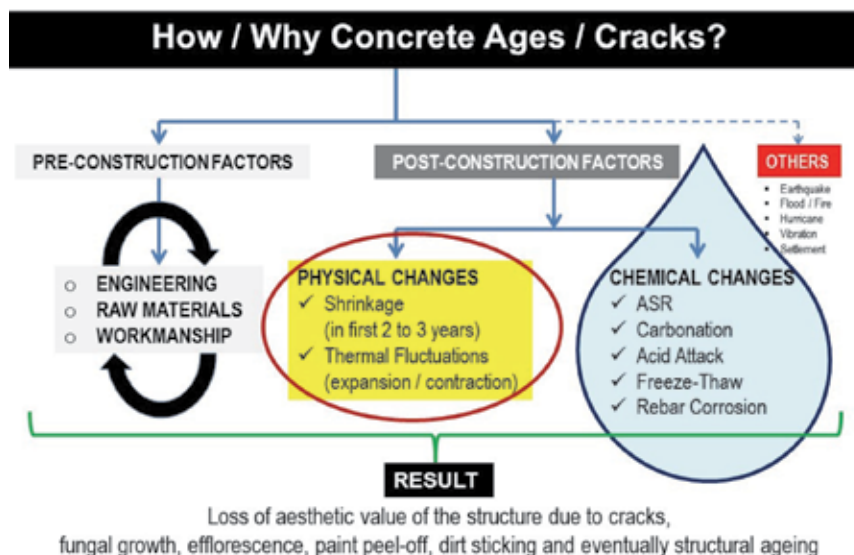 How / Why Concrete Ages / Cracks?
PRE-CONSTRUCTION FACTORS
POST-CONSTRUCTION FACTORS
OTHERS
• Earthquake
• Flood / Fire
• Hurricane
• Vibration
• Settlement
o ENGINEERING
o RAW MATERIALS
o WORKMANSHIP
PHYSICAL CHANGES
✓ Shrinkage
(in first 2 to 3 years)
✓ Thermal Fluctuations
(expansion / contraction)
CHEMICAL CHANGES
✓ ASR
✓ Carbonation
✓ Acid Attack
✓ Freeze-Thaw
✓ Rebar Corrosion
RESULT
Loss of aesthetic value of the structure due to cracks,
fungal growth, efflorescence, paint peel-off, dirt sticking and eventually structural ageing